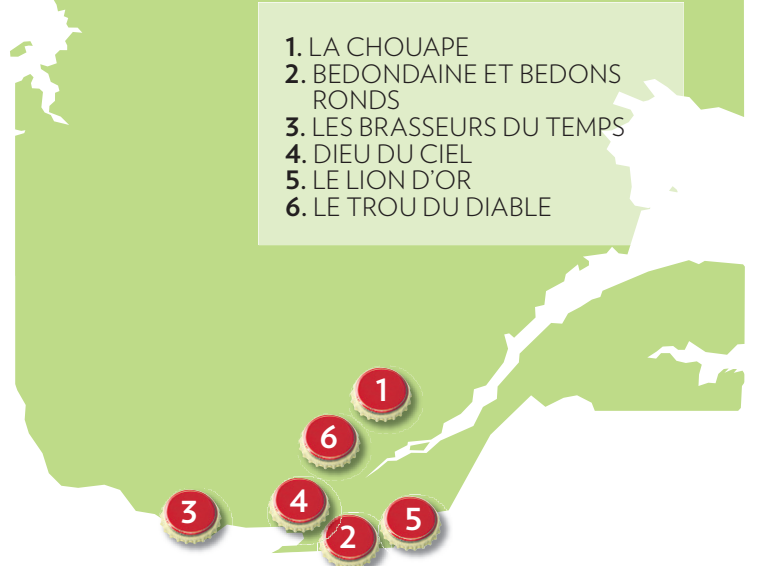 1. LA CHOUAPE
2. BEDONDAINE ET BEDONS
RONDS
3. LES BRASSEURS DU TEMPS
4. DIEU DU CIEL
5. LE LION D'OR
6. LE TROU DU DIABLE
1
6
4
3
5
2